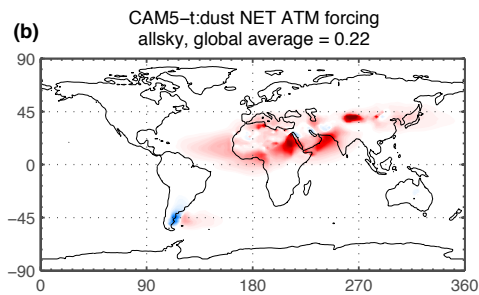 (b)
CAM5−t:dust NET ATM forcing
allsky, global average = 0.22
90
45
0
−45
−90
0 90 180 270 360